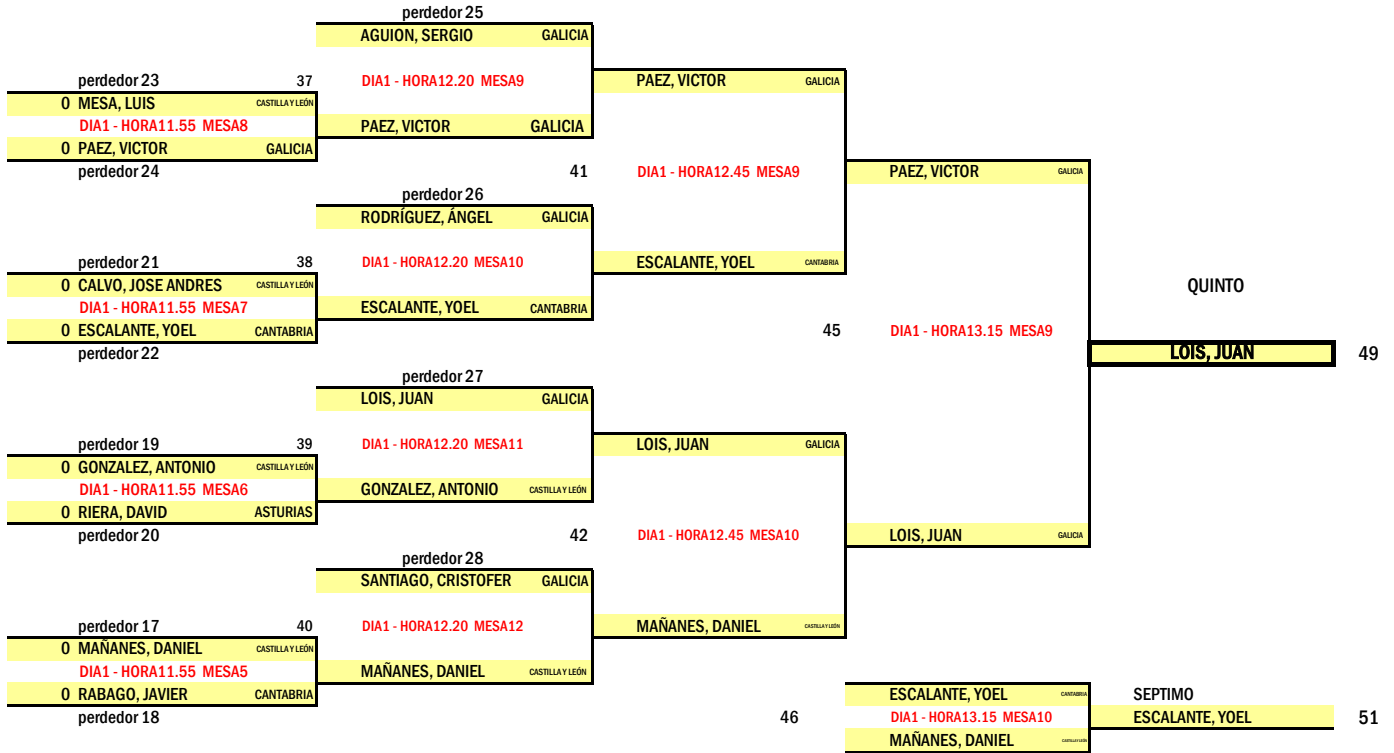 perdedor 25
AGUION, SERGIO GALICIA
DIA1 - HORA12.20 MESA9
PAEZ, VICTOR GALICIA
perdedor 23 37
0 MESA, LUIS CASTILLA Y LEÓN
DIA1 - HORA11.55 MESA8
0 PAEZ, VICTOR GALICIA
perdedor 24
PAEZ, VICTOR GALICIA
41 DIA1 - HORA12.45 MESA9
ESCALANTE, YOEL CANTABRIA
perdedor 26
RODRÍGUEZ, ÁNGEL GALICIA
DIA1 - HORA12.20 MESA10
ESCALANTE, YOEL CANTABRIA
perdedor 21 38
0 CALVO, JOSE ANDRES CASTILLA Y LEÓN
DIA1 - HORA11.55 MESA7
0 ESCALANTE, YOEL CANTABRIA
perdedor 22
PAEZ, VICTOR GALICIA
45 DIA1 - HORA13.15 MESA9
LOIS, JUAN GALICIA
QUINTO
LOIS, JUAN 49
perdedor 27
LOIS, JUAN GALICIA
DIA1 - HORA12.20 MESA11
GONZALEZ, ANTONIO CASTILLA Y LEÓN
perdedor 19 39
0 GONZALEZ, ANTONIO CASTILLA Y LEÓN
DIA1 - HORA11.55 MESA6
0 RIERA, DAVID ASTURIAS
perdedor 20
LOIS, JUAN GALICIA
42 DIA1 - HORA12.45 MESA10
MAÑANES, DANIEL CASTILLA Y LEÓN
perdedor 28
SANTIAGO, CRISTOFER GALICIA
DIA1 - HORA12.20 MESA12
MAÑANES, DANIEL CASTILLA Y LEÓN
perdedor 17 40
0 MAÑANES, DANIEL CASTILLA Y LEÓN
DIA1 - HORA11.55 MESA5
0 RABAGO, JAVIER CANTABRIA
perdedor 18
ESCALANTE, YOEL CANTABRIA
46 DIA1 - HORA13.15 MESA10
MAÑANES, DANIEL CASTILLA Y LEÓN
SEPTIMO
ESCALANTE, YOEL 51